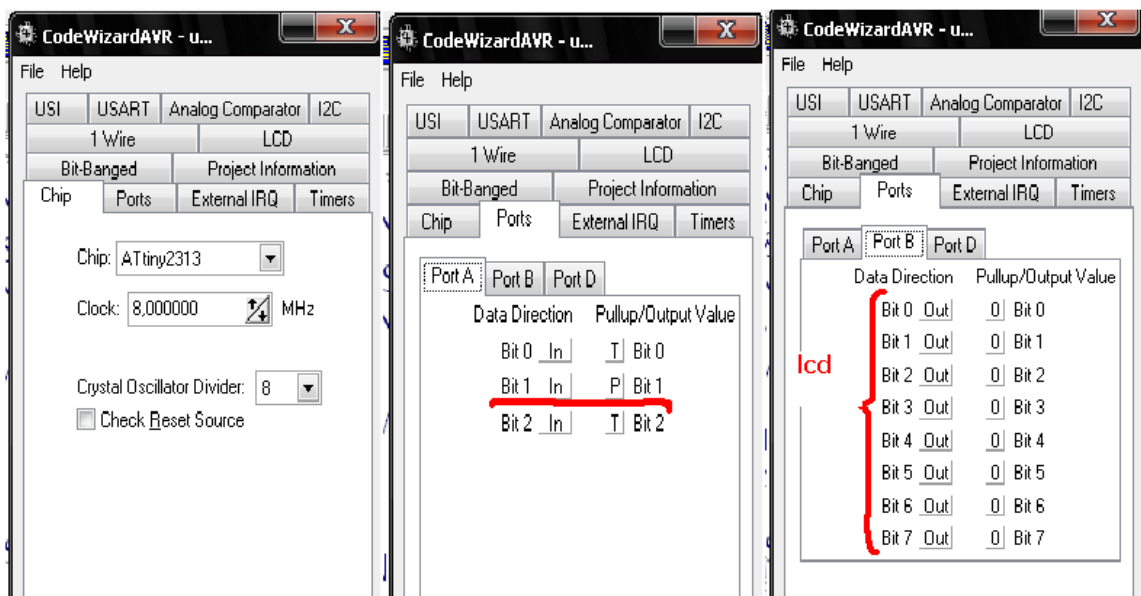 CodeWizardAVR - u...
X
File Help
USI USART Analog Comparator I2C
1 Wire LCD
Bit-Banged Project Information
Chip Ports External IRQ Timers
Chip: ATtiny2313
Clock: 8,000000 MHz
Crystal Oscillator Divider: 8
Check Reset Source
CodeWizardAVR - u...
X
File Help
USI USART Analog Comparator I2C
1 Wire LCD
Bit-Banged Project Information
Chip Ports External IRQ Timers
Port A Port B Port D
Data Direction Pullup/Output Value
Bit 0 In T Bit 0
Bit 1 In P Bit 1
Bit 2 In T Bit 2
CodeWizardAVR - u...
X
File Help
USI USART Analog Comparator I2C
1 Wire LCD
Bit-Banged Project Information
Chip Ports External IRQ Timers
Port A Port B Port D
Data Direction Pullup/Output Value
Bit 0 Out 0 Bit 0
Bit 1 Out 0 Bit 1
lcd
Bit 2 Out 0 Bit 2
Bit 3 Out 0 Bit 3
Bit 4 Out 0 Bit 4
Bit 5 Out 0 Bit 5
Bit 6 Out 0 Bit 6
Bit 7 Out 0 Bit 7